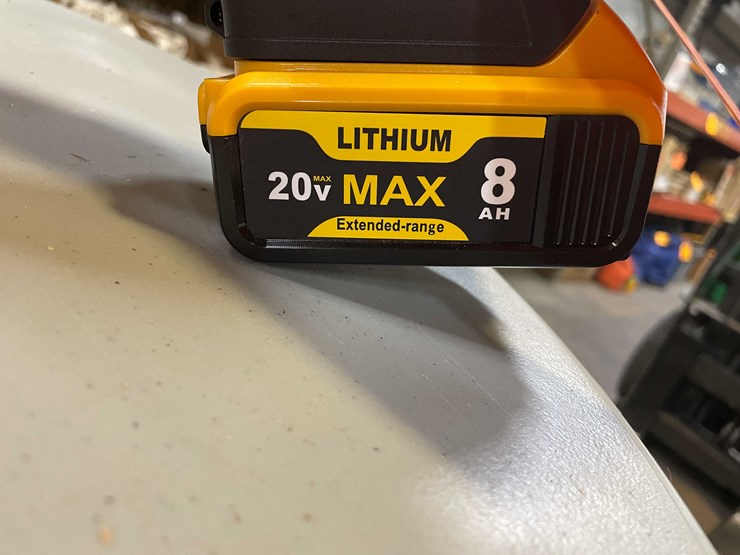 LITHIUM
20V MAX MAX 8
AH
Extended-range